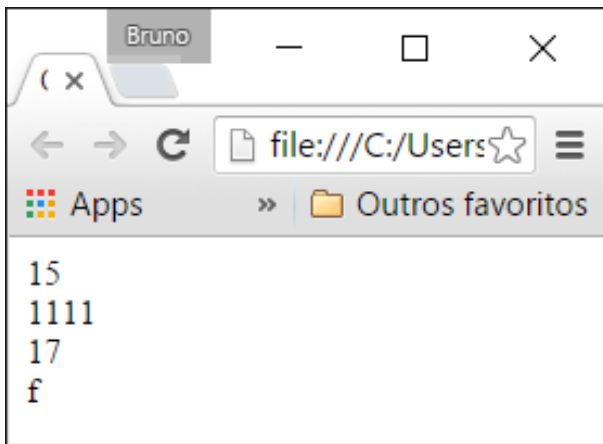 Bruno
(
file:///C:/Users
Apps » Outros favoritos
15
1111
17
f